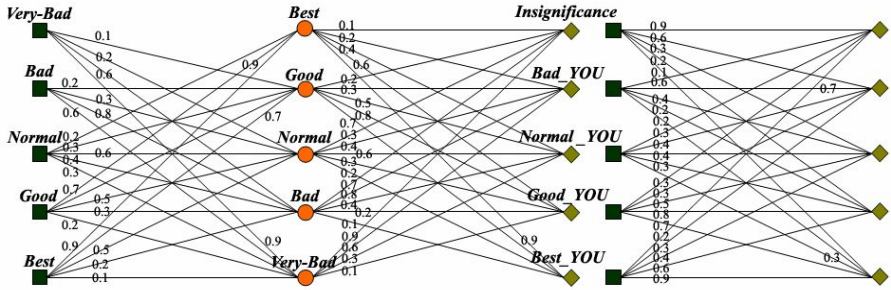 Very-Bad Best Insignificance
0.1 0.1 0.9
0.2 0.2 0.6
0.6 0.4 0.3
0.9 0.6 0.2
Bad Good Bad_YOU 0.1
0.2 0.2 0.6
0.3 0.3 0.7
0.6 0.5 0.4
0.8 0.8 0.2
0.7 0.7 0.2
Normal Normal Normal_YOU 0.3
0.2 0.3 0.4
0.3 0.4 0.4
0.6 0.6 0.3
0.4 0.3
0.3 0.2 0.3
0.7 0.7 0.3
Good Bad Good_YOU 0.3
0.5 0.8 0.5
0.3 0.4 0.8
0.2 0.2 0.7
0.1
0.9 0.9 0.9 0.9 0.2
0.5 0.6 0.3
Best Very-Bad Best_YOU 0.4 0.3
0.2 0.3 0.6
0.1 0.1 0.9